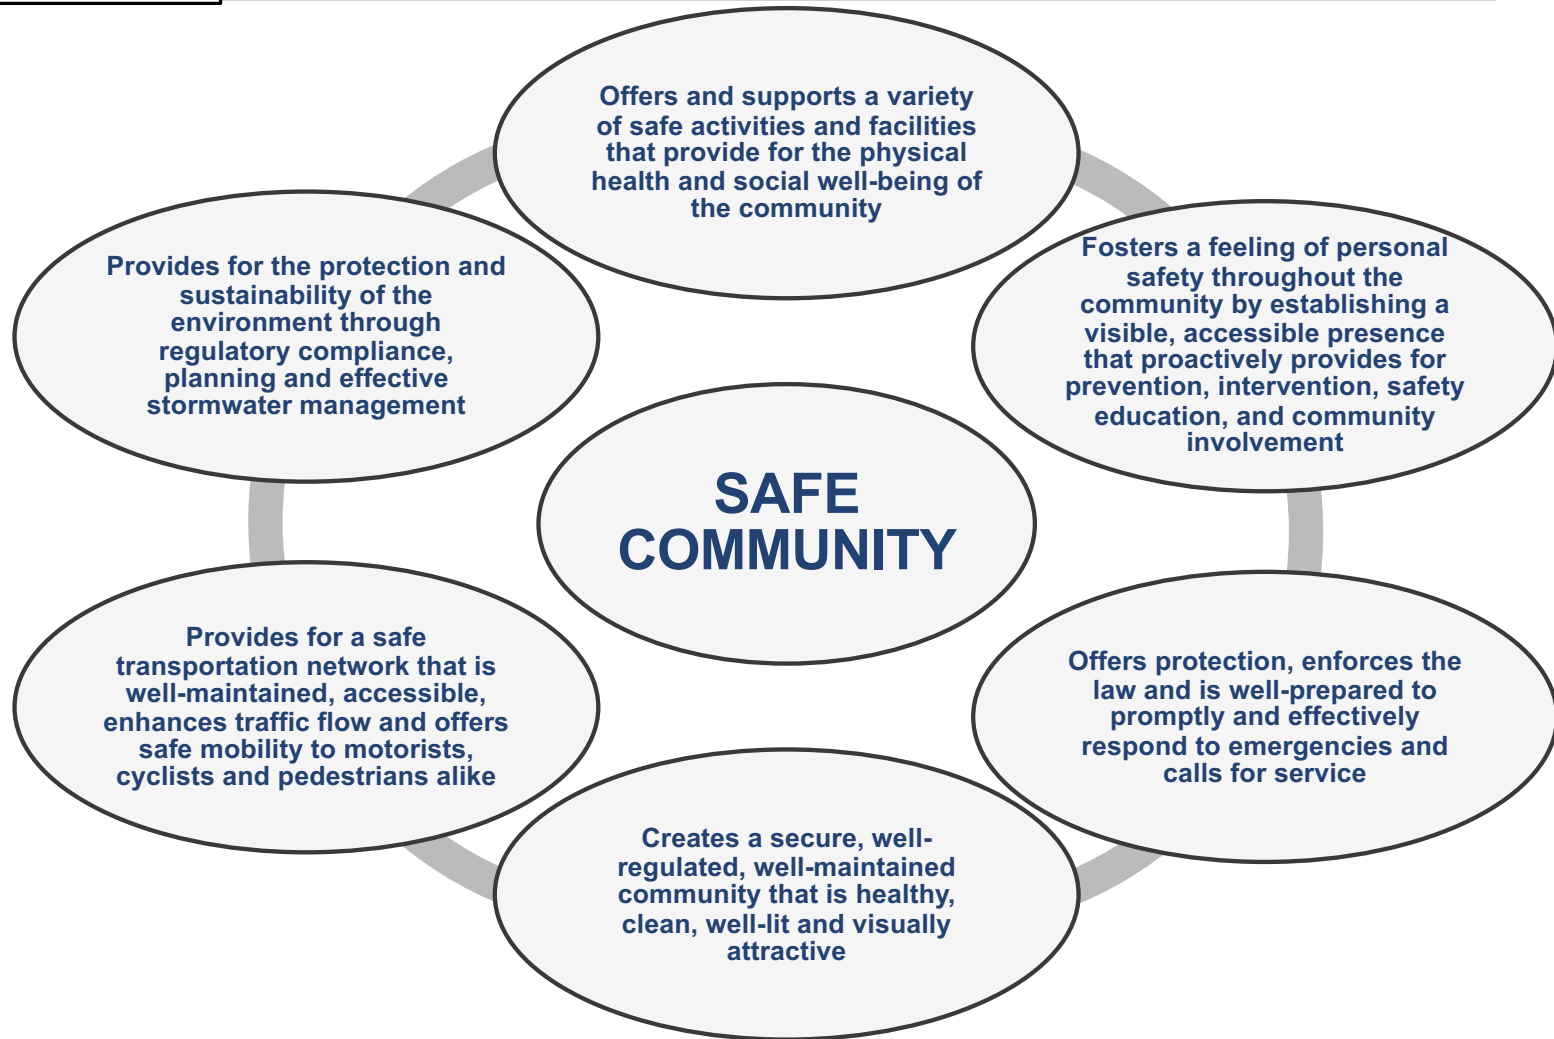 Offers and supports a variety
of safe activities and facilities
that provide for the physical
health and social well-being of
the community
Fosters a feeling of personal
safety throughout the
community by establishing a
visible, accessible presence
that proactively provides for
prevention, intervention, safety
education, and community
involvement
Provides for the protection and
sustainability of the
environment through
regulatory compliance,
planning and effective
stormwater management
SAFE
COMMUNITY
Provides for a safe
transportation network that is
well-maintained, accessible,
enhances traffic flow and offers
safe mobility to motorists,
cyclists and pedestrians alike
Offers protection, enforces the
law and is well-prepared to
promptly and effectively
respond to emergencies and
calls for service
Creates a secure, well-
regulated, well-maintained
community that is healthy,
clean, well-lit and visually
attractive